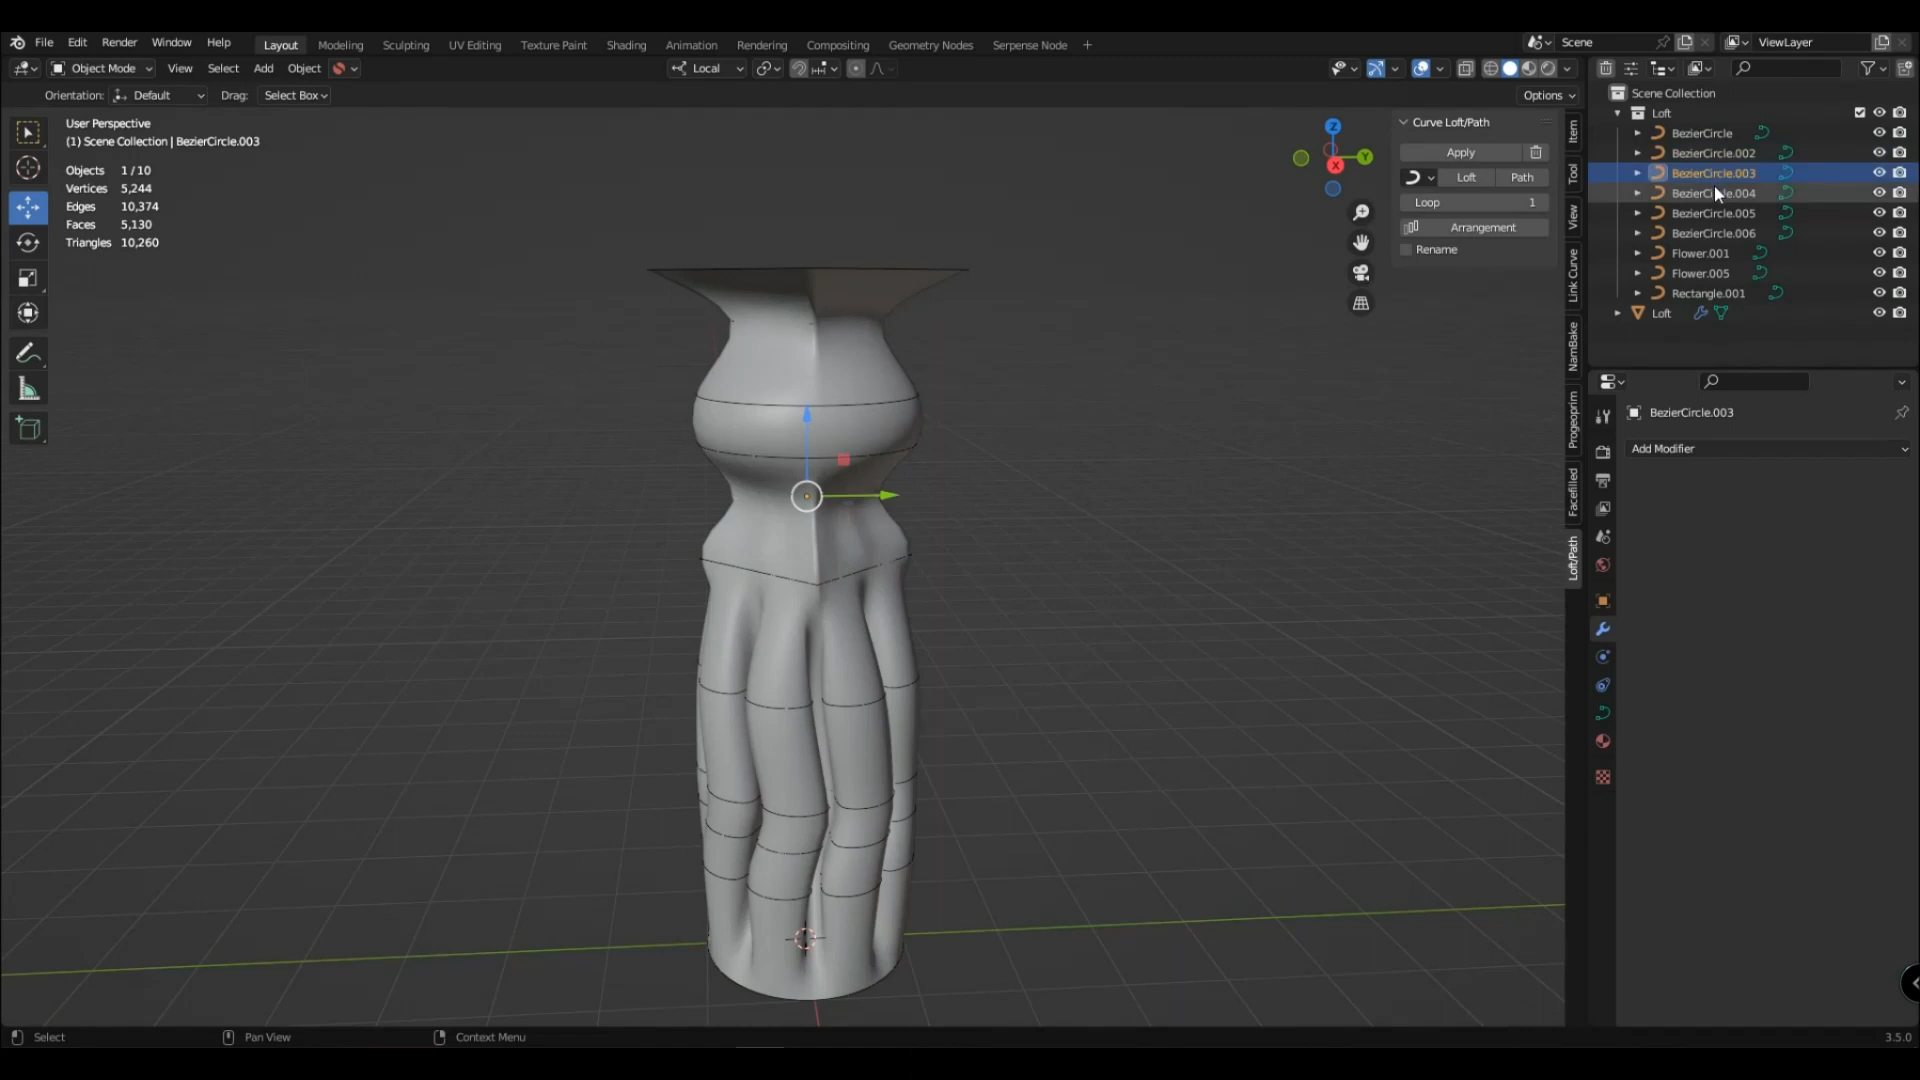 File Edit Render Window Help Layout Modeling Sculpting UV Editing Texture Paint Shading Animation Rendering Compositing Geometry Nodes Serpense Node + Scene ViewLayer
Object Mode View Select Add Object Local
Orientation: Default Drag: Select Box Options
User Perspective
(1) Scene Collection | BezierCircle.003
Objects 1/10
Vertices 5,244
Edges 10,374
Faces 5,130
Triangles 10,260
Z
Y
X
Curve Loft/Path
Apply
Loft Path
Loop 1
Arrangement
Rename
Item
Tool
View
Link Curve
NamBake
Progeoprim
Facefilled
Loft/Path
Scene Collection
Loft
BezierCircle
BezierCircle.002
BezierCircle.003
BezierCircle.004
BezierCircle.005
BezierCircle.006
Flower.001
Flower.005
Rectangle.001
Loft
BezierCircle.003
Add Modifier
Select Pan View Context Menu 3.5.0